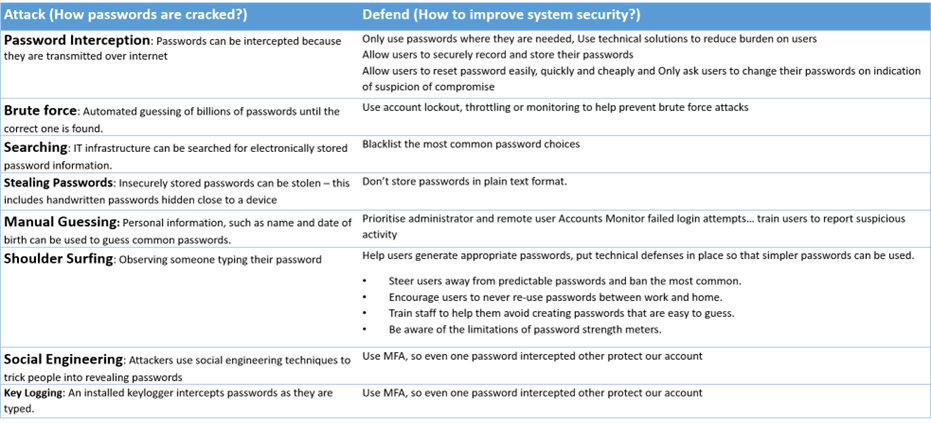 Attack (How passwords are cracked?)
Defend (How to improve system security?)
Password Interception: Passwords can be intercepted because
they are transmitted over internet
Only use passwords where they are needed, Use technical solutions to reduce burden on users
Allow users to securely record and store their passwords
Allow users to reset password easily, quickly and cheaply and Only ask users to change their passwords on indication
of suspicion of compromise
Brute force: Automated guessing of billions of passwords until the
correct one is found.
Use account lockout, throttling or monitoring to help prevent brute force attacks
Searching: IT infrastructure can be searched for electronically stored
password information.
Blacklist the most common password choices
Stealing Passwords: Insecurely stored passwords can be stolen – this
includes handwritten passwords hidden close to a device
Don't store passwords in plain text format.
Manual Guessing: Personal information, such as name and date of
birth can be used to guess common passwords.
Prioritise administrator and remote user Accounts Monitor failed login attempts... train users to report suspicious
activity
Shoulder Surfing: Observing someone typing their password
Help users generate appropriate passwords, put technical defenses in place so that simpler passwords can be used.
• Steer users away from predictable passwords and ban the most common.
• Encourage users to never re-use passwords between work and home.
• Train staff to help them avoid creating passwords that are easy to guess.
• Be aware of the limitations of password strength meters.
Social Engineering: Attackers use social engineering techniques to
trick people into revealing passwords
Use MFA, so even one password intercepted other protect our account
Key Logging: An installed keylogger intercepts passwords as they are
typed.
Use MFA, so even one password intercepted other protect our account